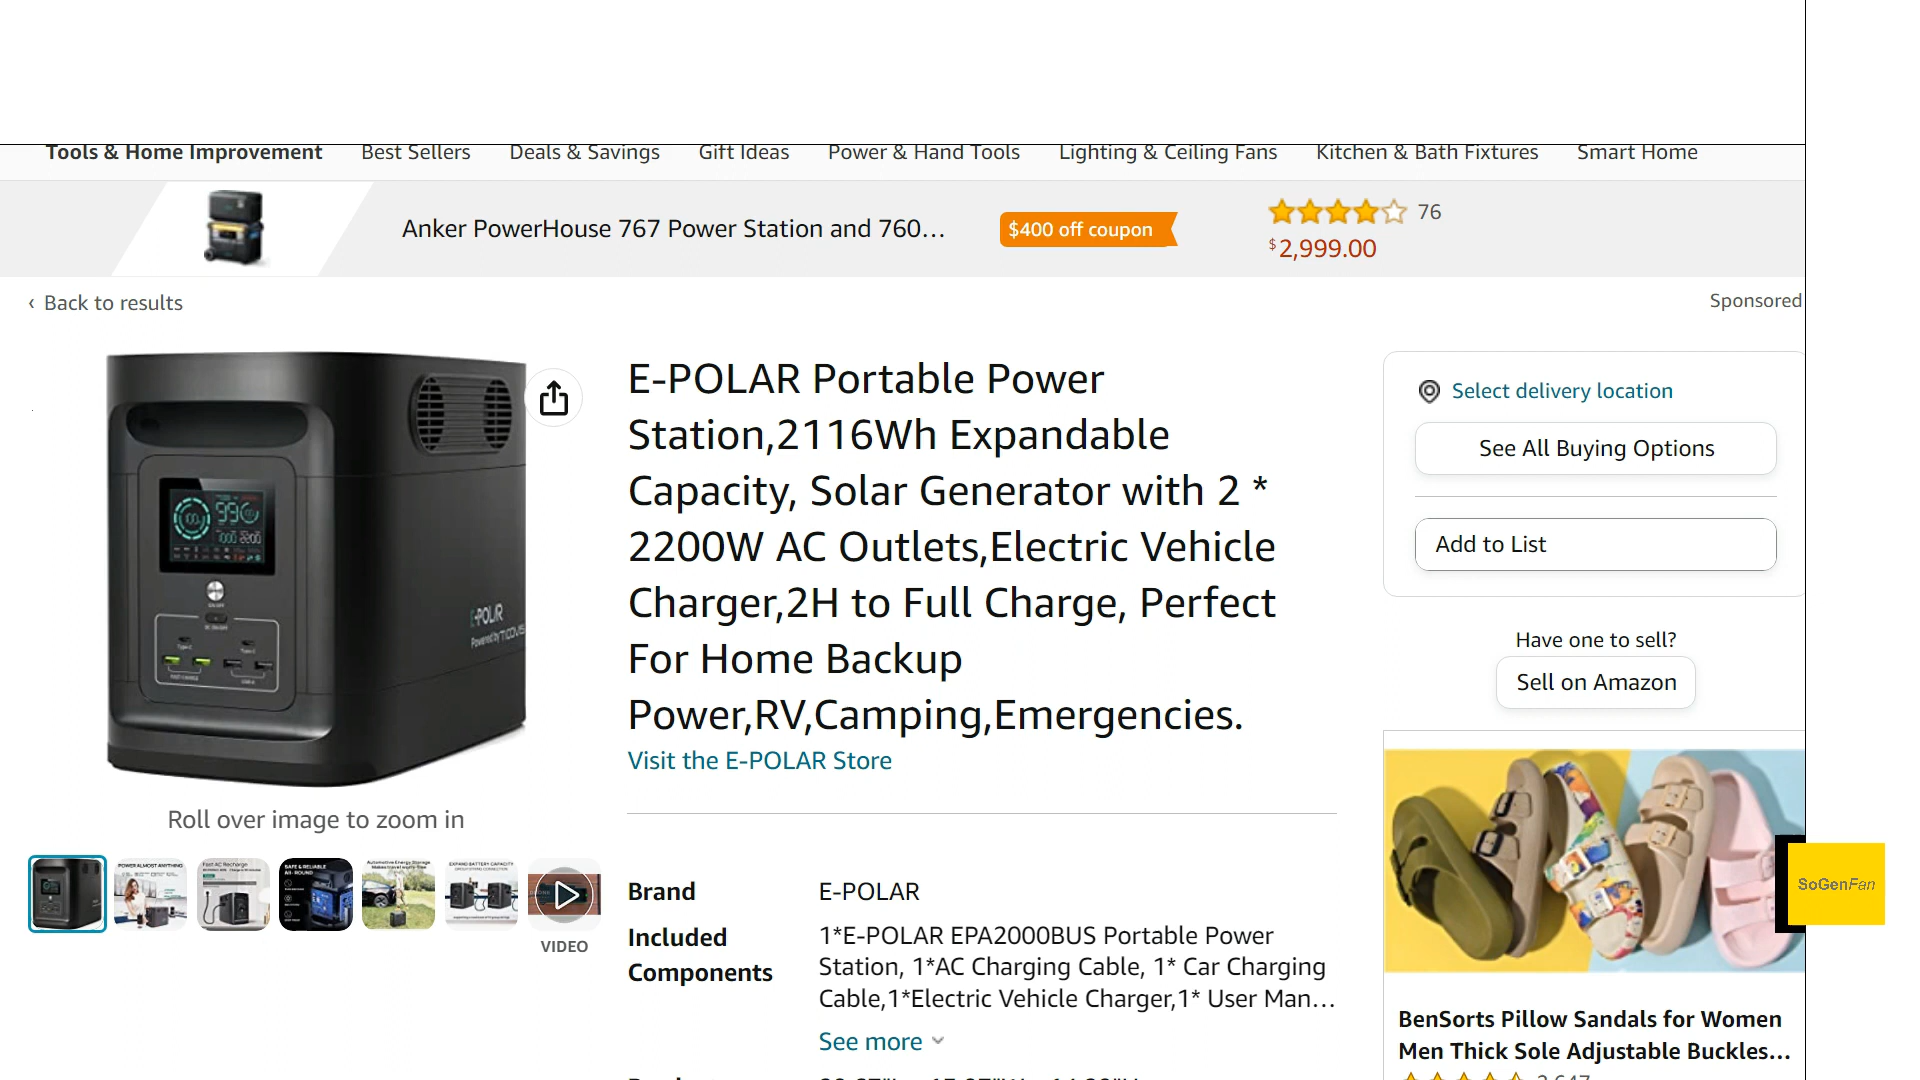 Tools & Home Improvement Best Sellers Deals & Savings Gift Ideas Power & Hand Tools Lighting & Ceiling Fans Kitchen & Bath Fixtures Smart Home
Anker PowerHouse 767 Power Station and 760…
$400 off coupon
76
$2,999.00
‹ Back to results
Sponsored
E-POLAR Portable Power
Station,2116Wh Expandable
Capacity, Solar Generator with 2 *
2200W AC Outlets,Electric Vehicle
Charger,2H to Full Charge, Perfect
For Home Backup
Power,RV,Camping,Emergencies.
Visit the E-POLAR Store
Roll over image to zoom in
VIDEO
Brand E-POLAR
Included Components
1*E-POLAR EPA2000BUS Portable Power
Station, 1*AC Charging Cable, 1* Car Charging
Cable,1*Electric Vehicle Charger,1* User Man…
See more
Select delivery location
See All Buying Options
Add to List
Have one to sell?
Sell on Amazon
SoGenFan
BenSorts Pillow Sandals for Women
Men Thick Sole Adjustable Buckles…